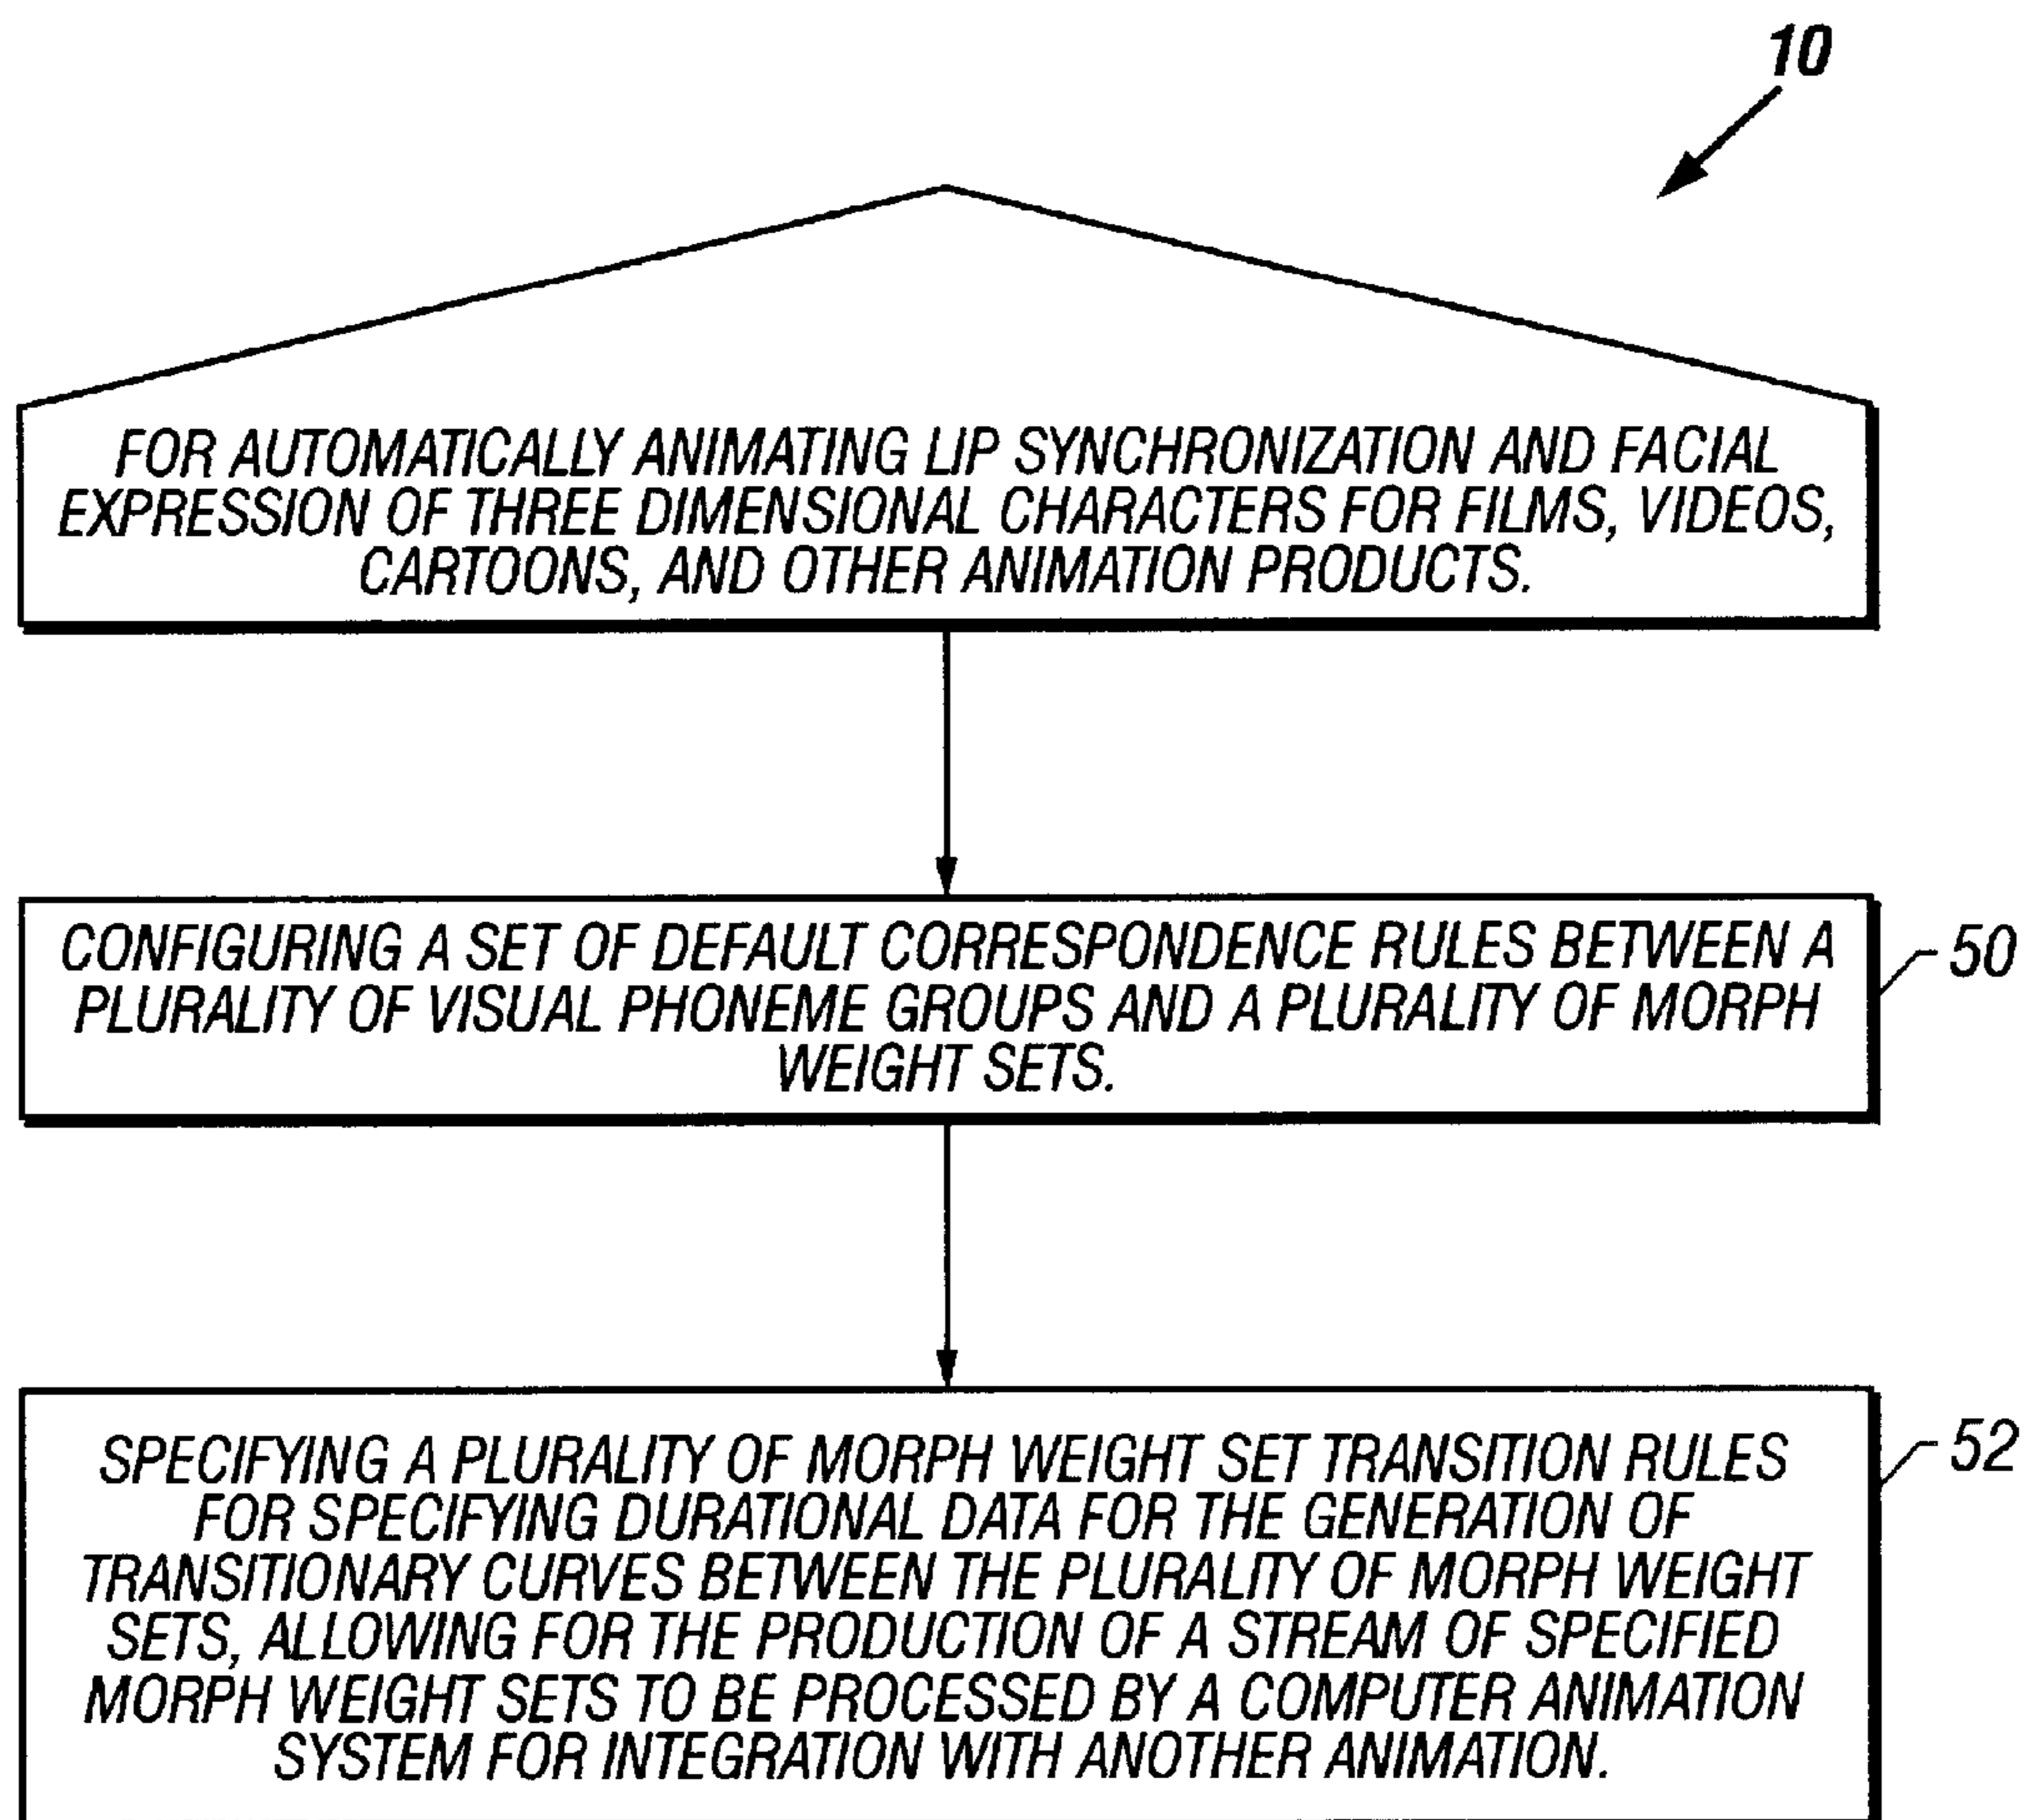 10
FOR AUTOMATICALLY ANIMATING LIP SYNCHRONIZATION AND FACIAL
EXPRESSION OF THREE DIMENSIONAL CHARACTERS FOR FILMS, VIDEOS,
CARTOONS, AND OTHER ANIMATION PRODUCTS.
CONFIGURING A SET OF DEFAULT CORRESPONDENCE RULES BETWEEN A
PLURALITY OF VISUAL PHONEME GROUPS AND A PLURALITY OF MORPH
WEIGHT SETS.
50
SPECIFYING A PLURALITY OF MORPH WEIGHT SET TRANSITION RULES
FOR SPECIFYING DURATIONAL DATA FOR THE GENERATION OF
TRANSITIONARY CURVES BETWEEN THE PLURALITY OF MORPH WEIGHT
SETS, ALLOWING FOR THE PRODUCTION OF A STREAM OF SPECIFIED
MORPH WEIGHT SETS TO BE PROCESSED BY A COMPUTER ANIMATION
SYSTEM FOR INTEGRATION WITH ANOTHER ANIMATION.
52